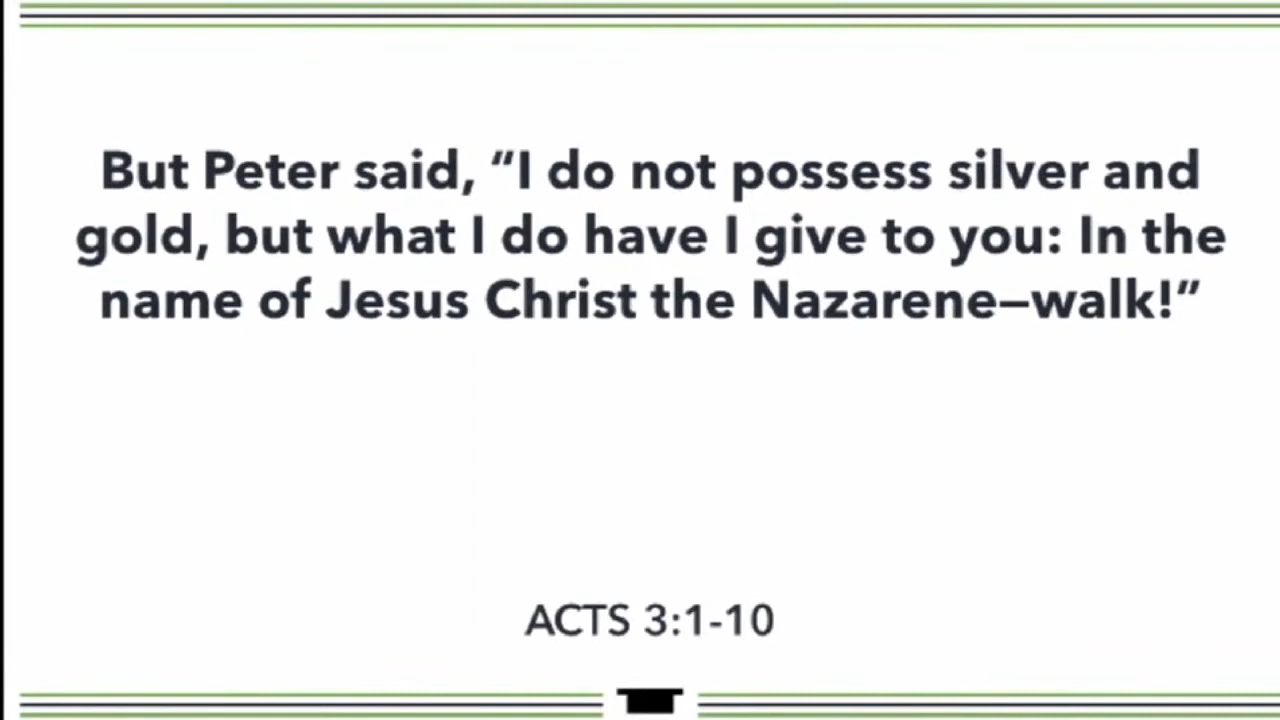 But Peter said, “I do not possess silver and
gold, but what I do have I give to you: In the
name of Jesus Christ the Nazarene—walk!”
ACTS 3:1-10